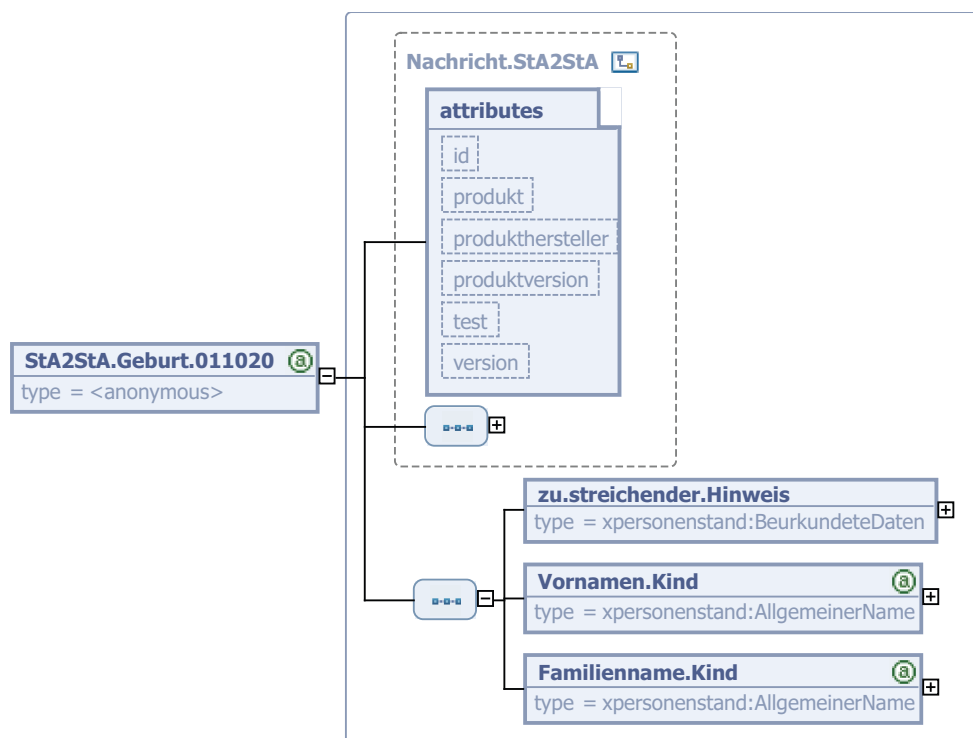 Nachricht.StA2StA
attributes
id
produkt
produkthersteller
produktversion
test
version
StA2StA.Geburt.011020
type = <anonymous>
zu.streichender.Hinweis
type = xpersonenstand:BeurkundeteDaten
Vornamen.Kind
type = xpersonenstand:AllgemeinerName
Familienname.Kind
type = xpersonenstand:AllgemeinerName